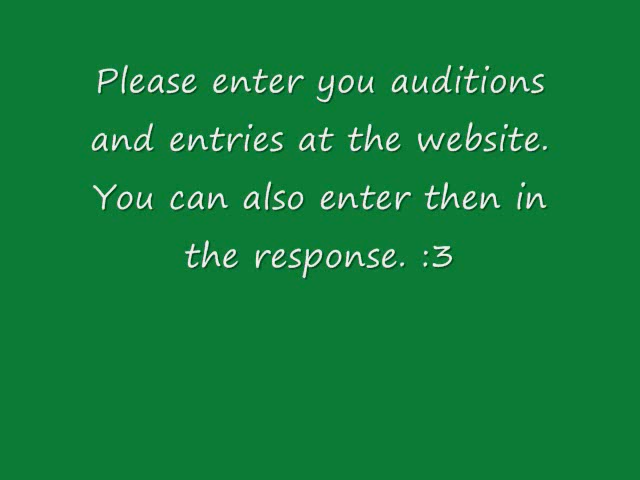 Please enter you auditions
and entries at the website.
You can also enter then in
the response. :3